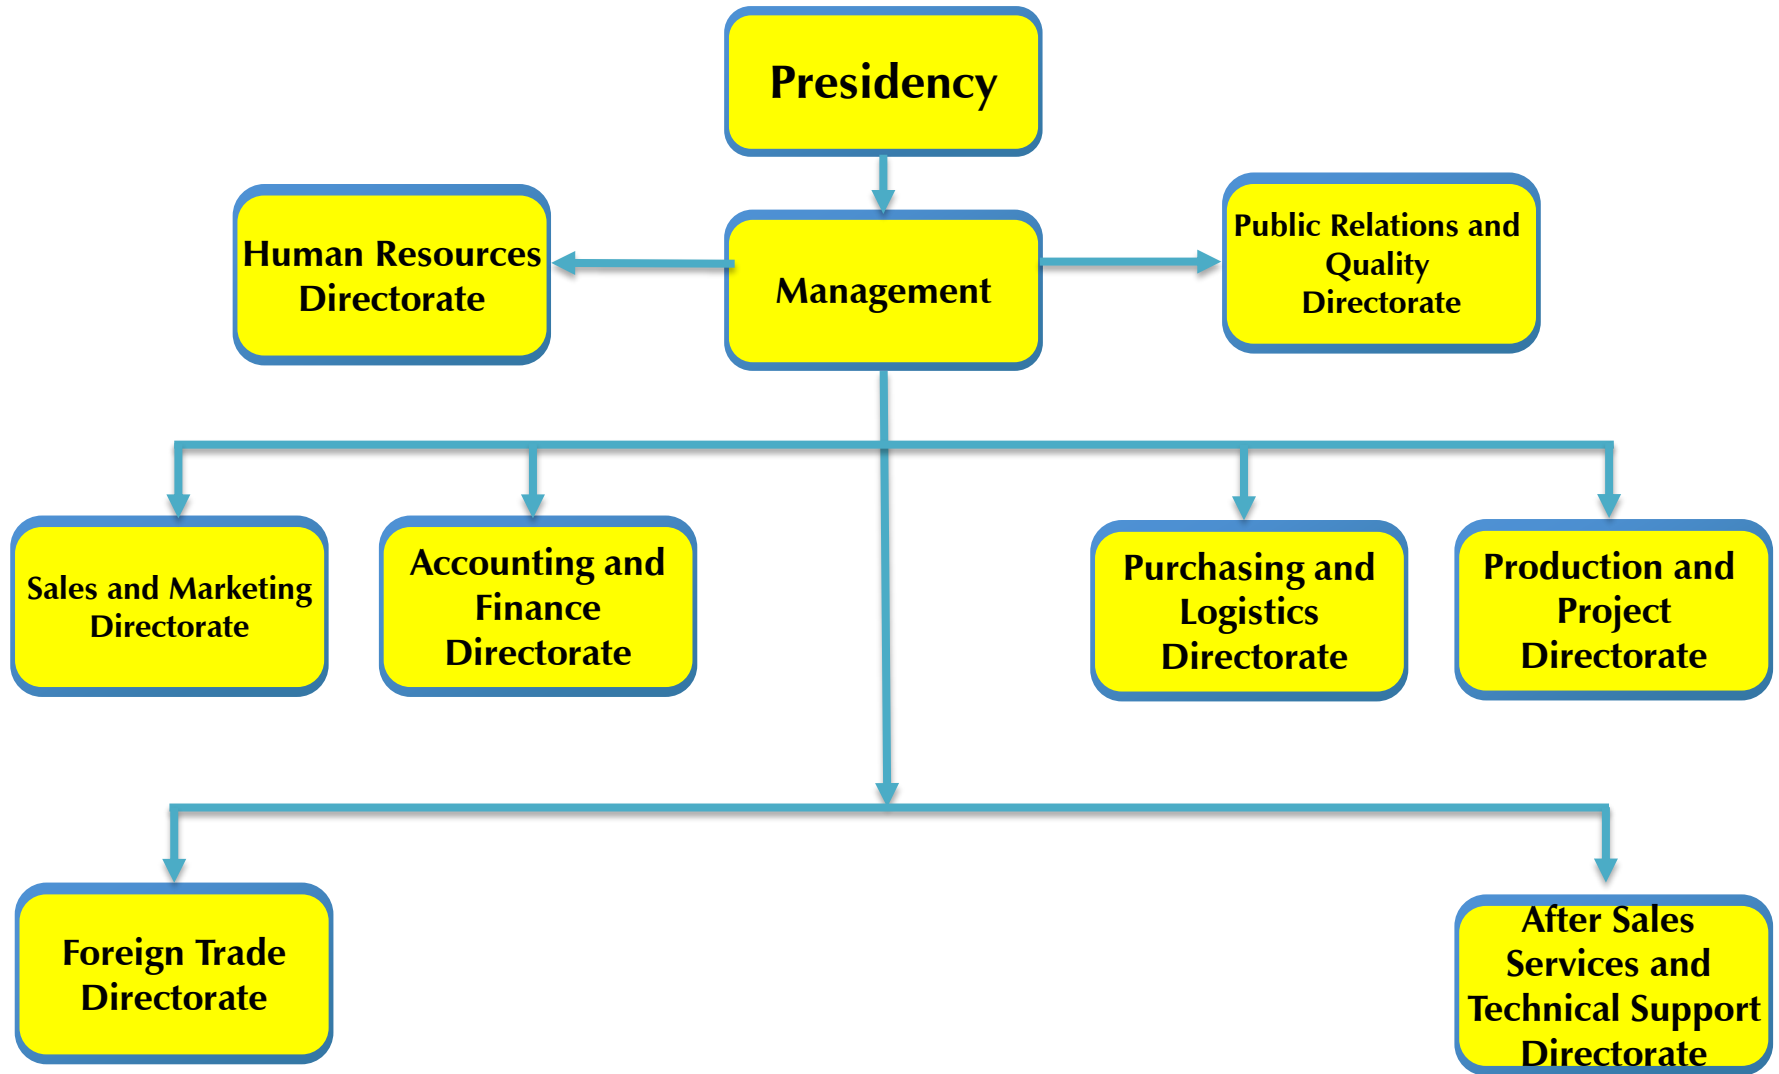 Presidency
Human Resources
Directorate
Management
Public Relations and
Quality
Directorate
Sales and Marketing
Directorate
Accounting and
Finance
Directorate
Purchasing and
Logistics
Directorate
Production and
Project
Directorate
Foreign Trade
Directorate
After Sales
Services and
Technical Support
Directorate